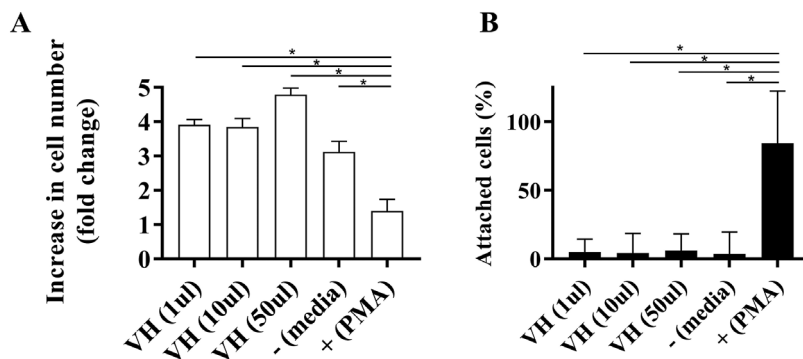 A
*
*
*
*
Increase in cell number
(fold change)
5
4
3
2
1
0
VH (1ul)
VH (10ul)
VH (50ul)
- (media)
+ (PMA)
B
*
*
*
*
Attached cells (%)
100
50
0
VH (1ul)
VH (10ul)
VH (50ul)
- (media)
+ (PMA)